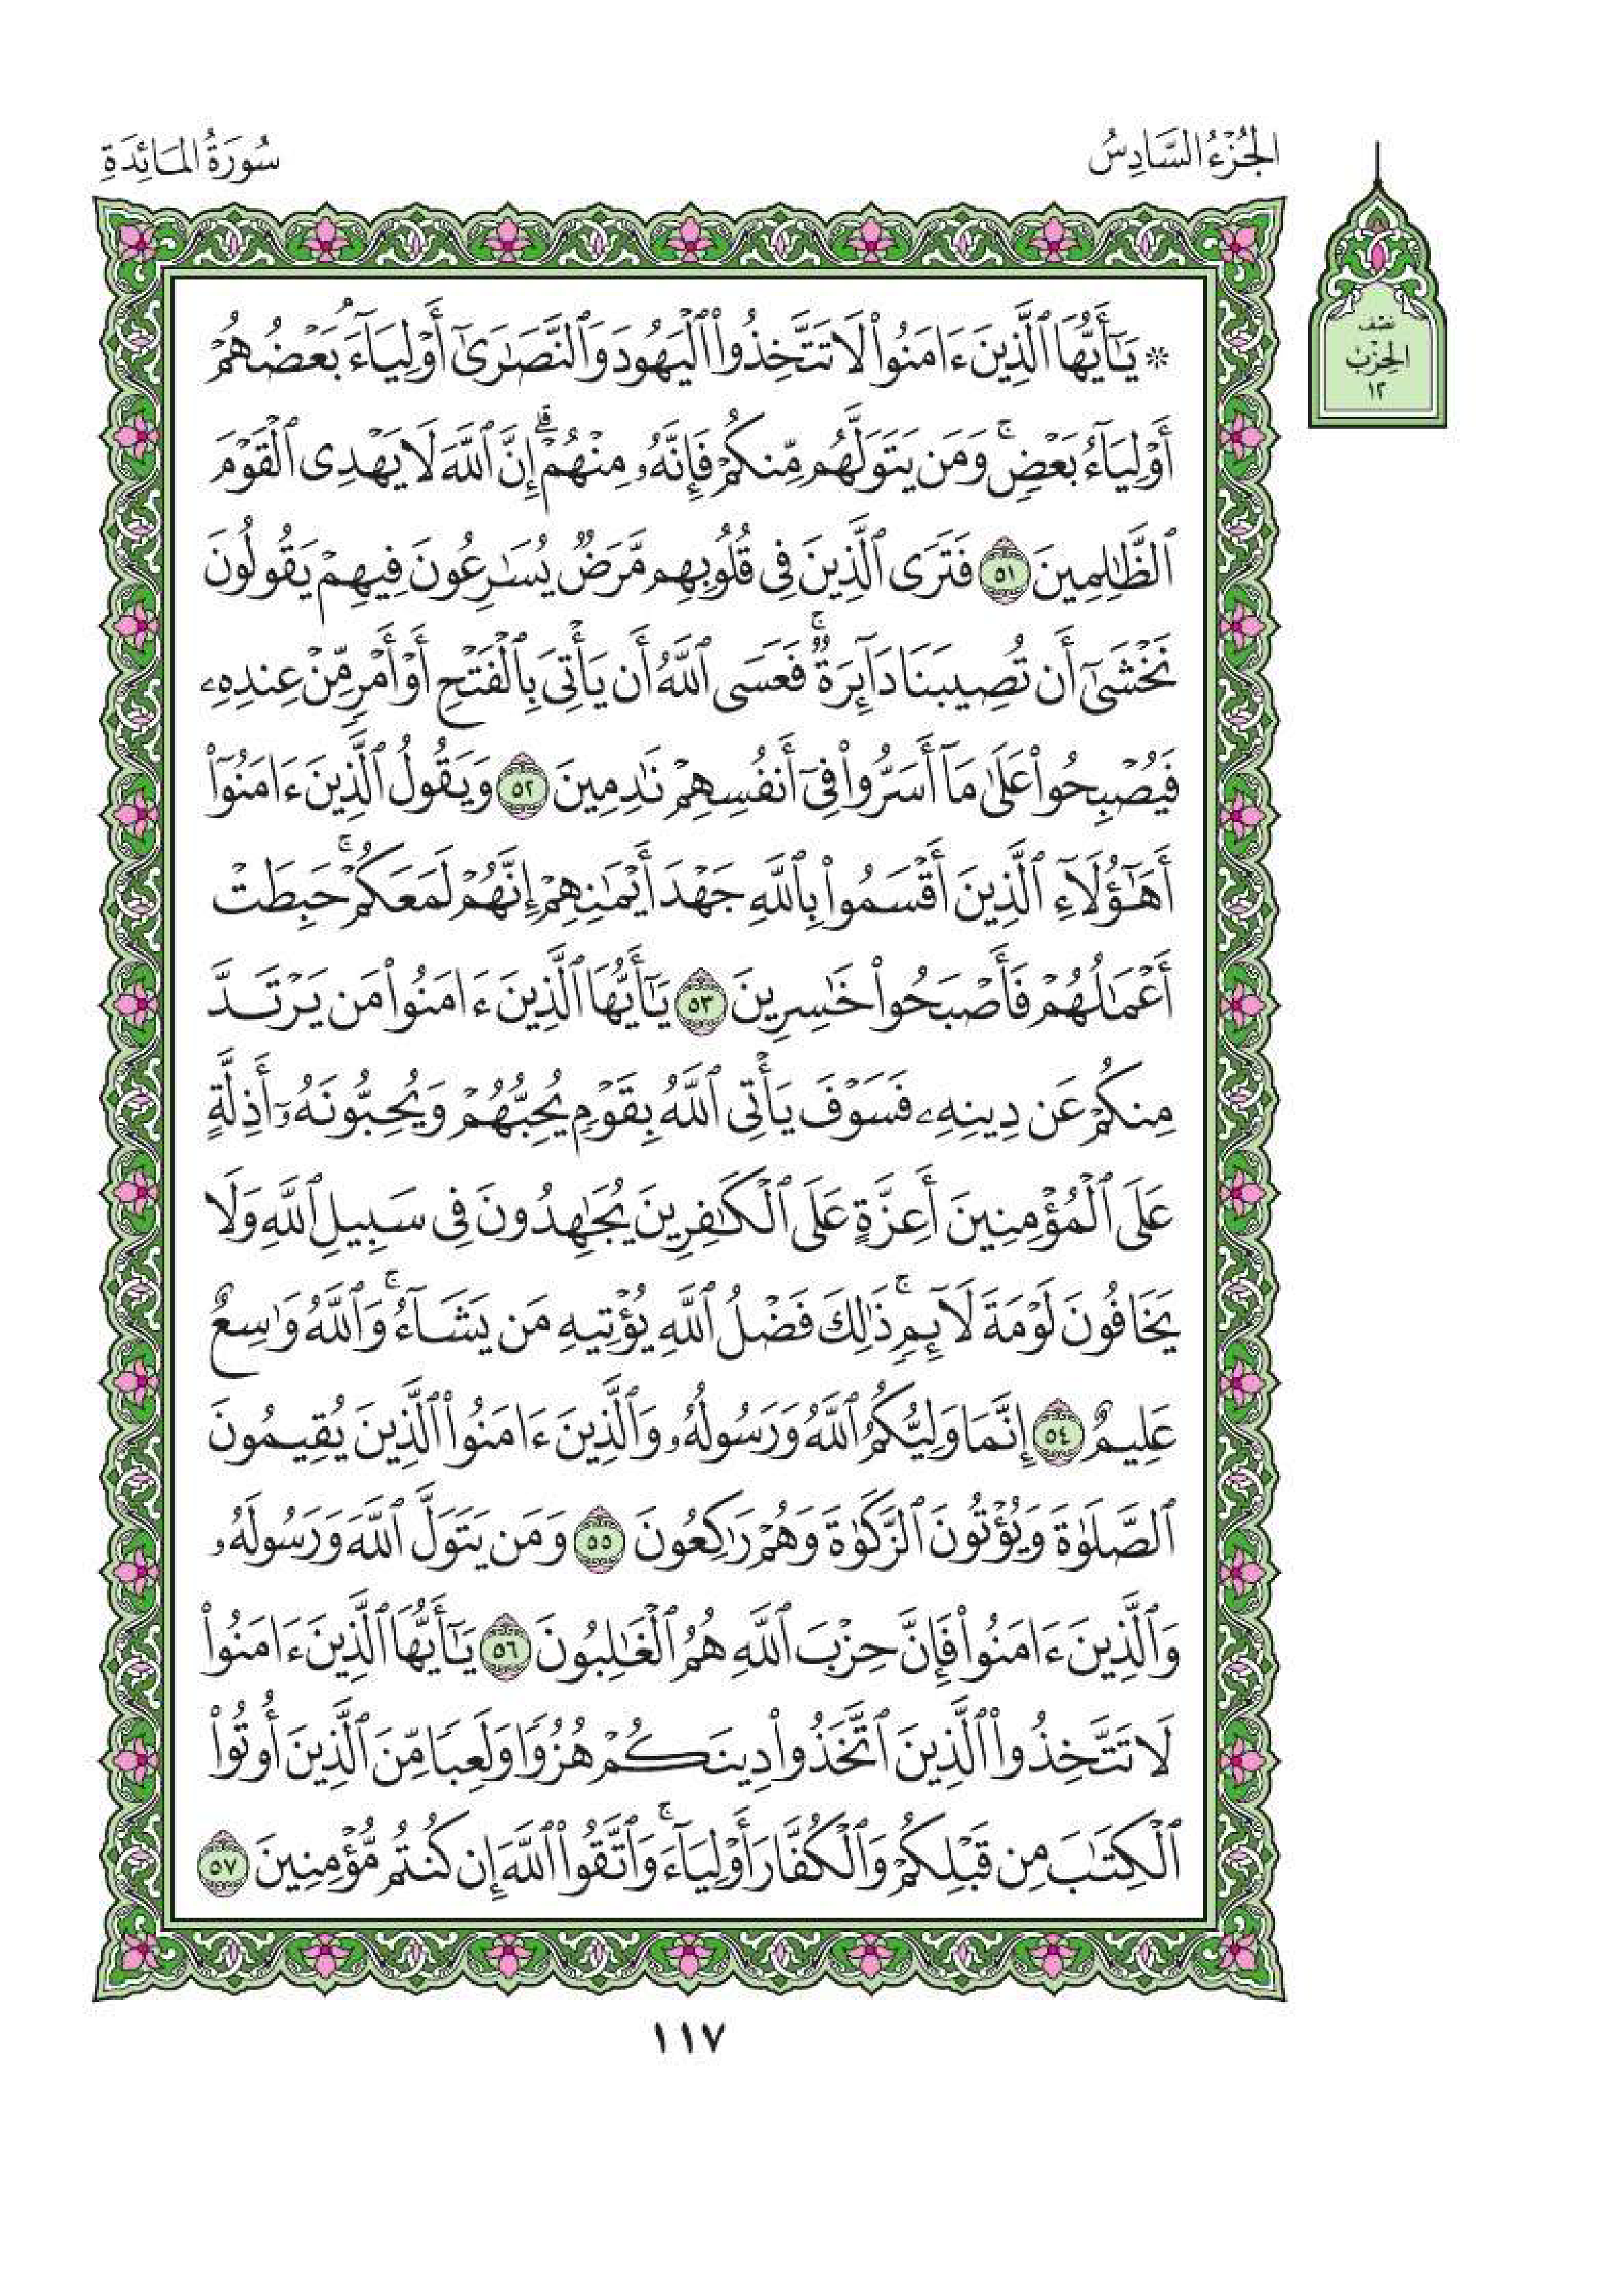 الجُزْءُ السَّادِسُ
سُورَةُ المَائِدَةِ
نصف
الحِزْب
١٢
* يَٰٓأَيُّهَا ٱلَّذِينَ ءَامَنُواْ لَا تَتَّخِذُواْ ٱلْيَهُودَ وَٱلنَّصَٰرَىٰٓ أَوْلِيَآءَۘ بَعْضُهُمْ
أَوْلِيَآءُ بَعْضٖۚ وَمَن يَتَوَلَّهُم مِّنكُمْ فَإِنَّهُۥ مِنْهُمْۗ إِنَّ ٱللَّهَ لَا يَهْدِى ٱلْقَوْمَ
ٱلظَّٰلِمِينَ ٥١ فَتَرَى ٱلَّذِينَ فِى قُلُوبِهِم مَّرَضٞ يُسَٰرِعُونَ فِيهِمْ يَقُولُونَ
نَخْشَىٰٓ أَن تُصِيبَنَا دَآئِرَةٞۚ فَعَسَى ٱللَّهُ أَن يَأْتِىَ بِٱلْفَتْحِ أَوْ أَمْرٖ مِّنْ عِندِهِۦ
فَيُصْبِحُواْ عَلَىٰ مَآ أَسَرُّواْ فِىٓ أَنفُسِهِمْ نَٰدِمِينَ ٥٢ وَيَقُولُ ٱلَّذِينَ ءَامَنُوٓاْ
أَهَٰٓؤُلَآءِ ٱلَّذِينَ أَقْسَمُواْ بِٱللَّهِ جَهْدَ أَيْمَٰنِهِمْ إِنَّهُمْ لَمَعَكُمْۚ حَبِطَتْ
أَعْمَٰلُهُمْ فَأَصْبَحُواْ خَٰسِرِينَ ٥٣ يَٰٓأَيُّهَا ٱلَّذِينَ ءَامَنُواْ مَن يَرْتَدَّ
مِنكُمْ عَن دِينِهِۦ فَسَوْفَ يَأْتِى ٱللَّهُ بِقَوْمٖ يُحِبُّهُمْ وَيُحِبُّونَهُۥٓ أَذِلَّةٍ
عَلَى ٱلْمُؤْمِنِينَ أَعِزَّةٍ عَلَى ٱلْكَٰفِرِينَ يُجَٰهِدُونَ فِى سَبِيلِ ٱللَّهِ وَلَا
يَخَافُونَ لَوْمَةَ لَآئِمٖۚ ذَٰلِكَ فَضْلُ ٱللَّهِ يُؤْتِيهِ مَن يَشَآءُۚ وَٱللَّهُ وَٰسِعٌ
عَلِيمٌ ٥٤ إِنَّمَا وَلِيُّكُمُ ٱللَّهُ وَرَسُولُهُۥ وَٱلَّذِينَ ءَامَنُواْ ٱلَّذِينَ يُقِيمُونَ
ٱلصَّلَوٰةَ وَيُؤْتُونَ ٱلزَّكَوٰةَ وَهُمْ رَٰكِعُونَ ٥٥ وَمَن يَتَوَلَّ ٱللَّهَ وَرَسُولَهُۥ
وَٱلَّذِينَ ءَامَنُواْ فَإِنَّ حِزْبَ ٱللَّهِ هُمُ ٱلْغَٰلِبُونَ ٥٦ يَٰٓأَيُّهَا ٱلَّذِينَ ءَامَنُواْ
لَا تَتَّخِذُواْ ٱلَّذِينَ ٱتَّخَذُواْ دِينَكُمْ هُزُوٗا وَلَعِبٗا مِّنَ ٱلَّذِينَ أُوتُواْ
ٱلْكِتَٰبَ مِن قَبْلِكُمْ وَٱلْكُفَّارَ أَوْلِيَآءَۚ وَٱتَّقُواْ ٱللَّهَ إِن كُنتُم مُّؤْمِنِينَ ٥٧
١١٧